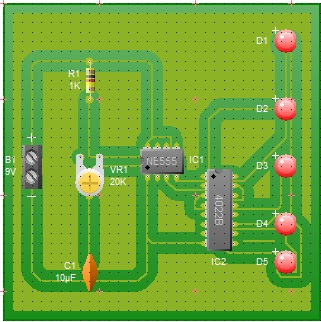 D1
R1
1K
D2
NE555
IC1
B1
9V
VR1
20K
D3
4022B
D4
C1
10µF
IC2
D5